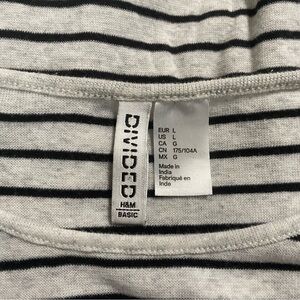 DIVIDED
H&M
BASIC
EUR L
US L
CA G
CN 175/104A
MX G
Made in
India
Fabriqué en
Inde